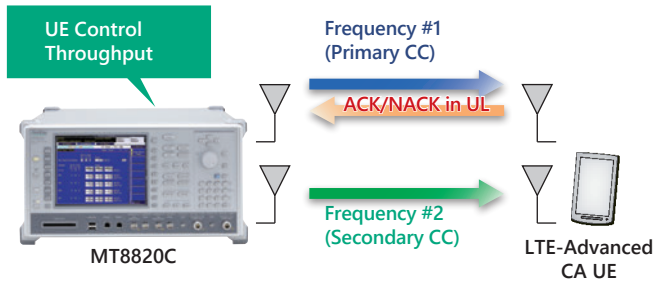 UE Control
Throughput
Frequency #1
(Primary CC)
ACK/NACK in UL
Frequency #2
(Secondary CC)
MT8820C
LTE-Advanced
CA UE